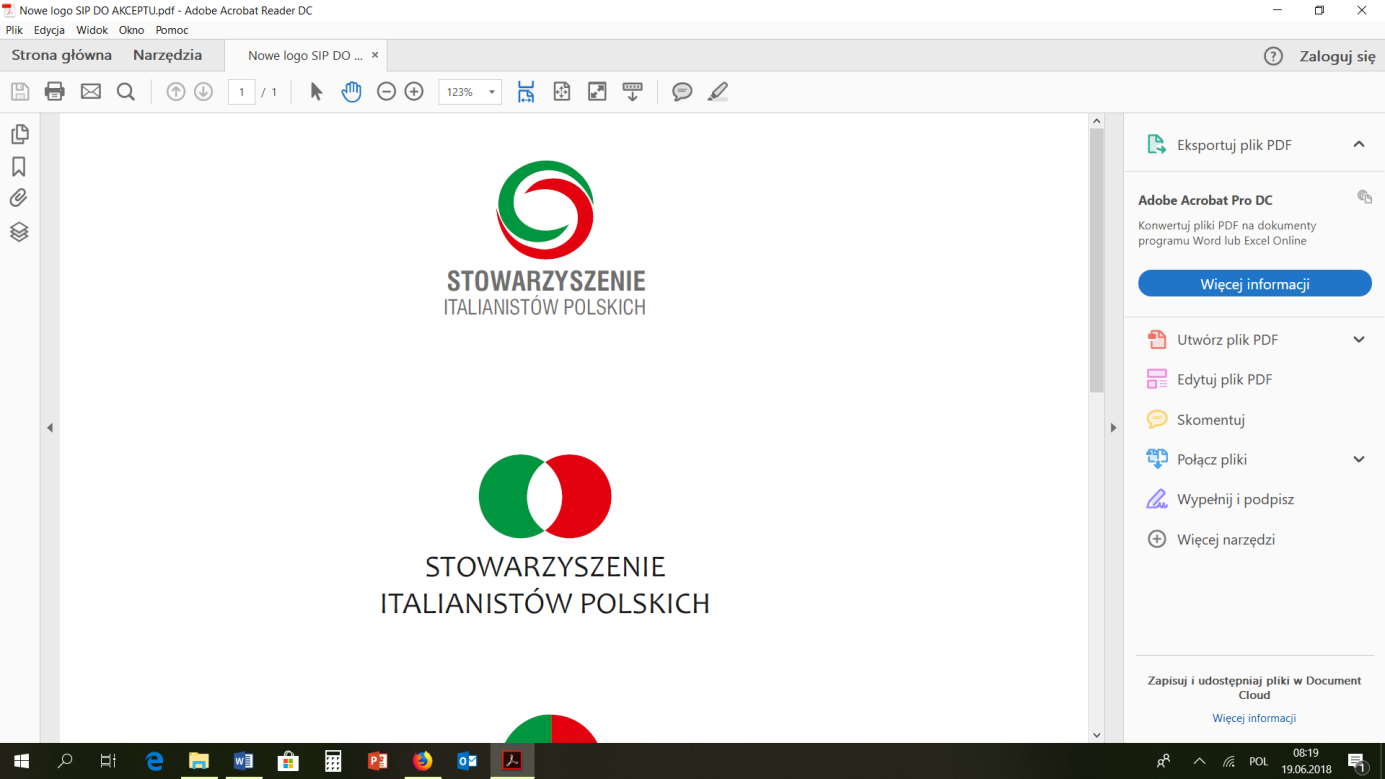 Nowe logo SIP DO AKCEPTU.pdf - Adobe Acrobat Reader DC
Plik Edycja Widok Okno Pomoc
Strona główna Narzędzia Nowe logo SIP DO ... × Zaloguj się
1 / 1 123%
Eksportuj plik PDF
Adobe Acrobat Pro DC
Konwertuj pliki PDF na dokumenty
programu Word lub Excel Online
Więcej informacji
Utwórz plik PDF
Edytuj plik PDF
Skomentuj
Połącz pliki
Wypełnij i podpisz
Więcej narzędzi
Zapisuj i udostępniaj pliki w Document
Cloud
Więcej informacji
STOWARZYSZENIE
ITALIANISTÓW POLSKICH
STOWARZYSZENIE
ITALIANISTÓW POLSKICH
POL
08:19
19.06.2018
1